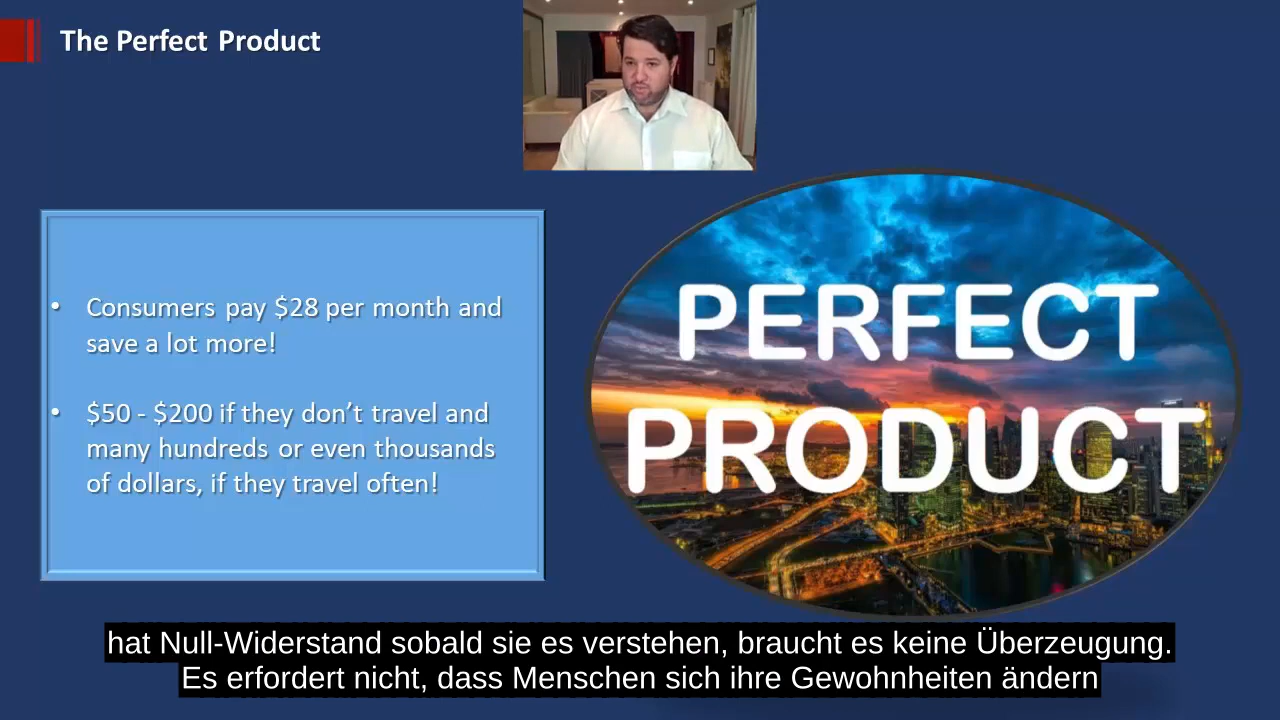 The Perfect Product
• Consumers pay $28 per month and
save a lot more!
• $50 - $200 if they don’t travel and
many hundreds or even thousands
of dollars, if they travel often!
PERFECT
PRODUCT
hat Null-Widerstand sobald sie es verstehen, braucht es keine Überzeugung.
Es erfordert nicht, dass Menschen sich ihre Gewohnheiten ändern